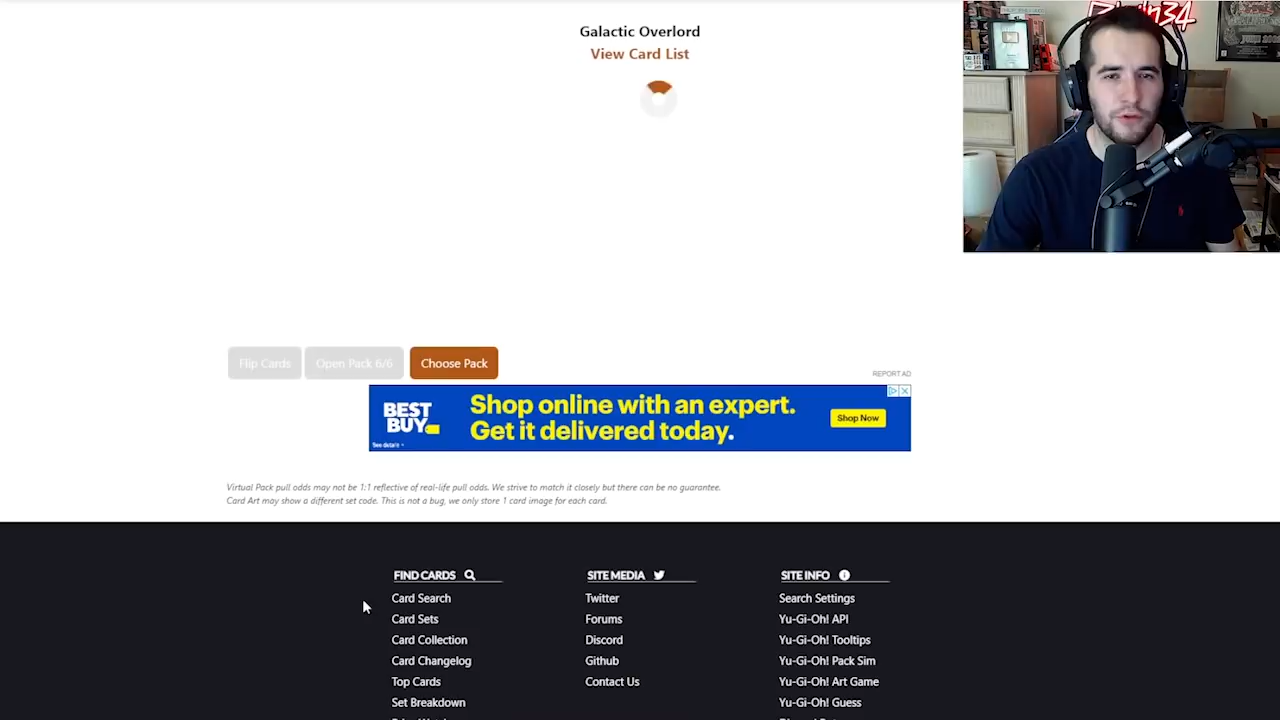 Galactic Overlord
View Card List
Flip Cards
Open Pack 6/6
Choose Pack
REPORT AD
BEST
BUY
See details
Shop online with an expert.
Get it delivered today.
Shop Now
Virtual Pack pull odds may not be 1:1 reflective of real-life pull odds. We strive to match it closely but there can be no guarantee.
Card Art may show a different set code. This is not a bug, we only store 1 card image for each card.
FIND CARDS
Card Search
Card Sets
Card Collection
Card Changelog
Top Cards
Set Breakdown
SITE MEDIA
Twitter
Forums
Discord
Github
Contact Us
SITE INFO
Search Settings
Yu-Gi-Oh! API
Yu-Gi-Oh! Tooltips
Yu-Gi-Oh! Pack Sim
Yu-Gi-Oh! Art Game
Yu-Gi-Oh! Guess